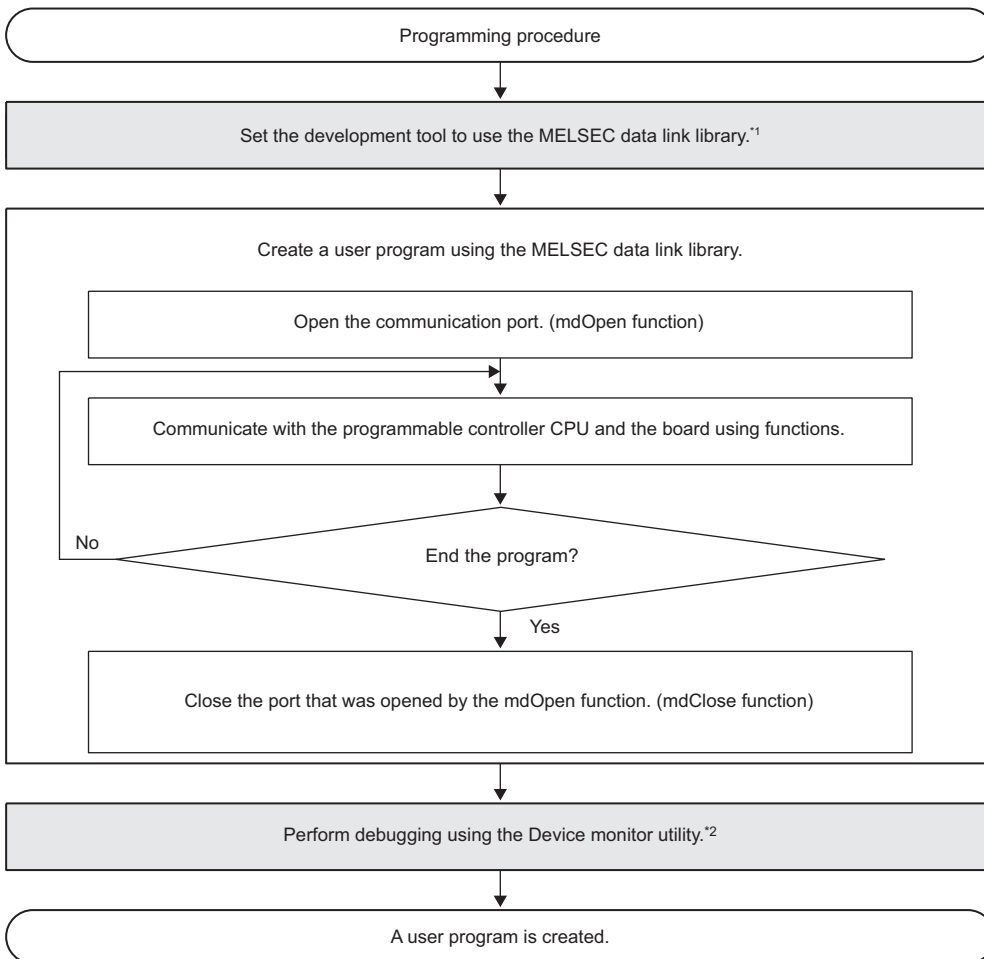 Programming procedure
Set the development tool to use the MELSEC data link library.*1
Create a user program using the MELSEC data link library.
Open the communication port. (mdOpen function)
Communicate with the programmable controller CPU and the board using functions.
No
End the program?
Yes
Close the port that was opened by the mdOpen function. (mdClose function)
Perform debugging using the Device monitor utility.*2
A user program is created.